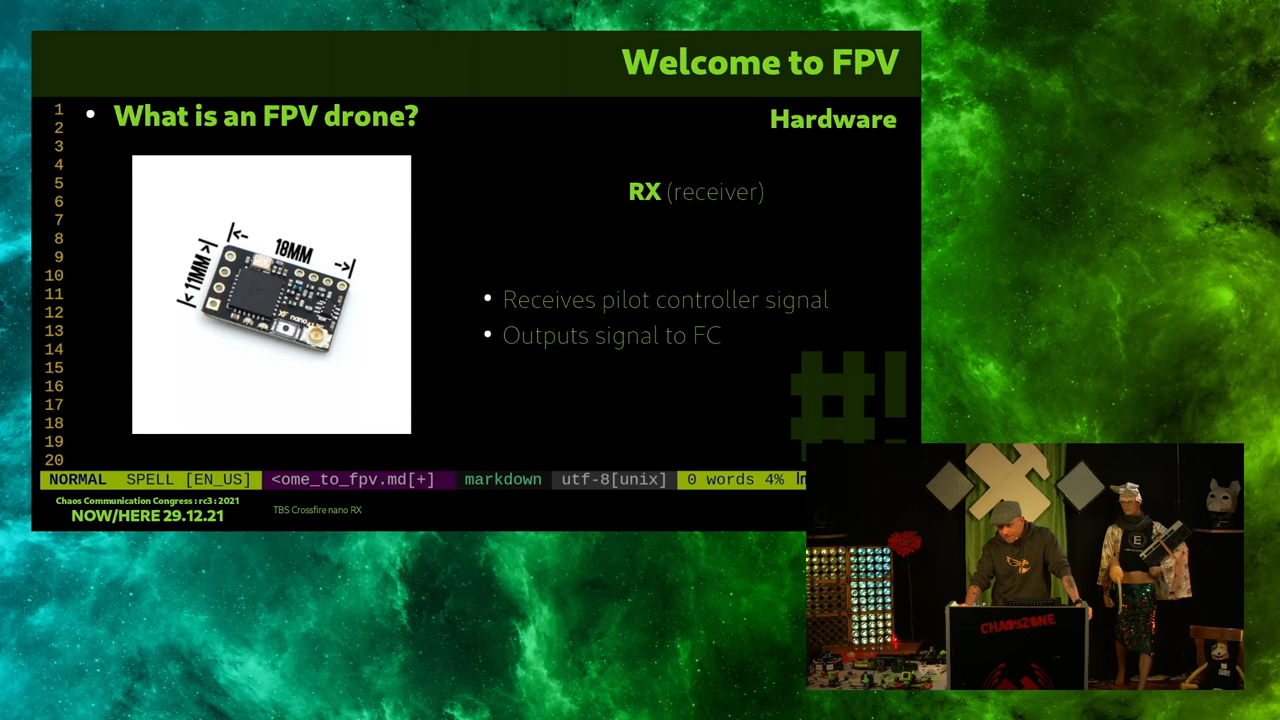 Welcome to FPV
1
2
3
4
5
6
7
8
9
10
11
12
13
14
15
16
17
18
19
20
• What is an FPV drone?
Hardware
RX (receiver)
|<- 18MM ->|
|< 11MM >|
XF nano
• Receives pilot controller signal
• Outputs signal to FC
#!
NORMAL SPELL [EN_US] <ome_to_fpv.md[+] markdown utf-8[unix] 0 words 4% ln
Chaos Communication Congress : rc3 : 2021
NOW/HERE 29.12.21
TBS Crossfire nano RX
E
CHAOSZONE